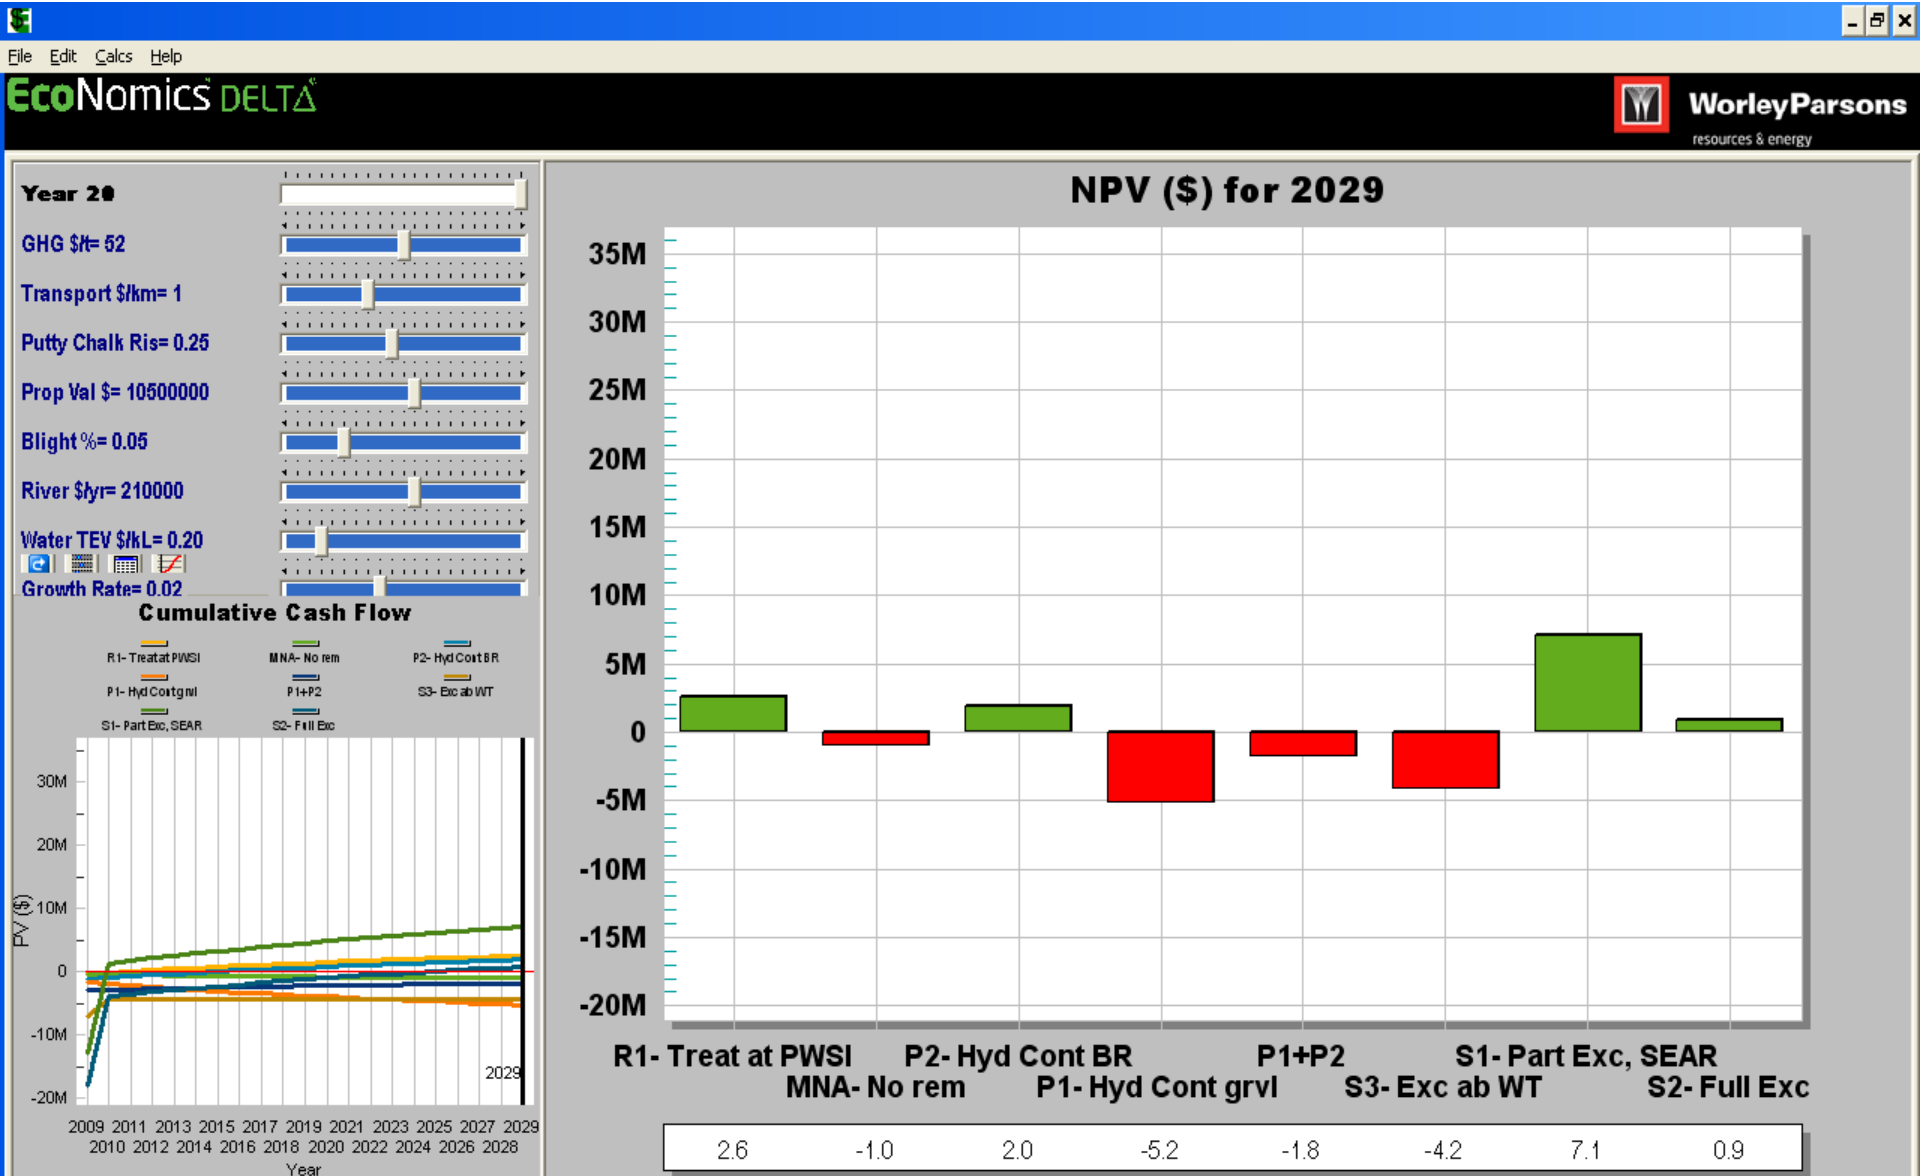 File Edit Calcs Help
EcoNomics DELTA
WorleyParsons
resources & energy
Year 20
GHG $/t= 52
Transport $/km= 1
Putty Chalk Ris= 0.25
Prop Val $= 10500000
Blight %= 0.05
River $/yr= 210000
Water TEV $/kL= 0.20
Growth Rate= 0.02
Cumulative Cash Flow
R1- Treat at PWSI MNA- No rem P2- Hyd Cont BR
P1- Hyd Cont grvl P1+P2 S3- Exc ab WT
S1- Part Exc, SEAR S2- Full Exc
30M
20M
10M
0
-10M
-20M
PV ($)
2029
2009 2011 2013 2015 2017 2019 2021 2023 2025 2027 2029
2010 2012 2014 2016 2018 2020 2022 2024 2026 2028
Year
NPV ($) for 2029
35M
30M
25M
20M
15M
10M
5M
0
-5M
-10M
-15M
-20M
R1- Treat at PWSI P2- Hyd Cont BR P1+P2 S1- Part Exc, SEAR
MNA- No rem P1- Hyd Cont grvl S3- Exc ab WT S2- Full Exc
2.6 -1.0 2.0 -5.2 -1.8 -4.2 7.1 0.9